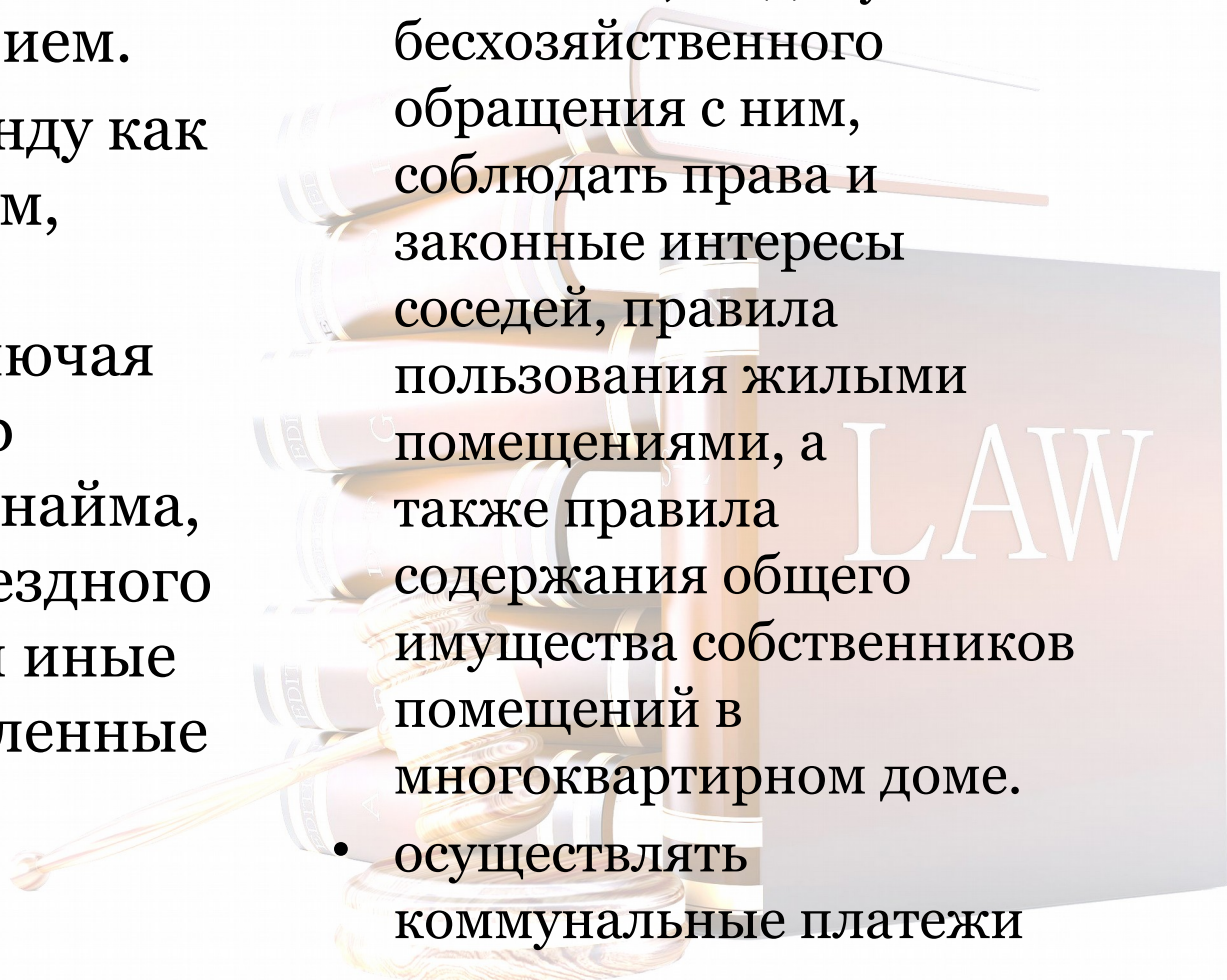 ием.
нду как
м,
ючая
найма,
ездного
иные
ленные
бесхозяйственного
обращения с ним,
соблюдать права и
законные интересы
соседей, правила
пользования жилыми
помещениями, а
также правила
содержания общего
имущества собственников
помещений в
многоквартирном доме.
• осуществлять
коммунальные платежи
LAW